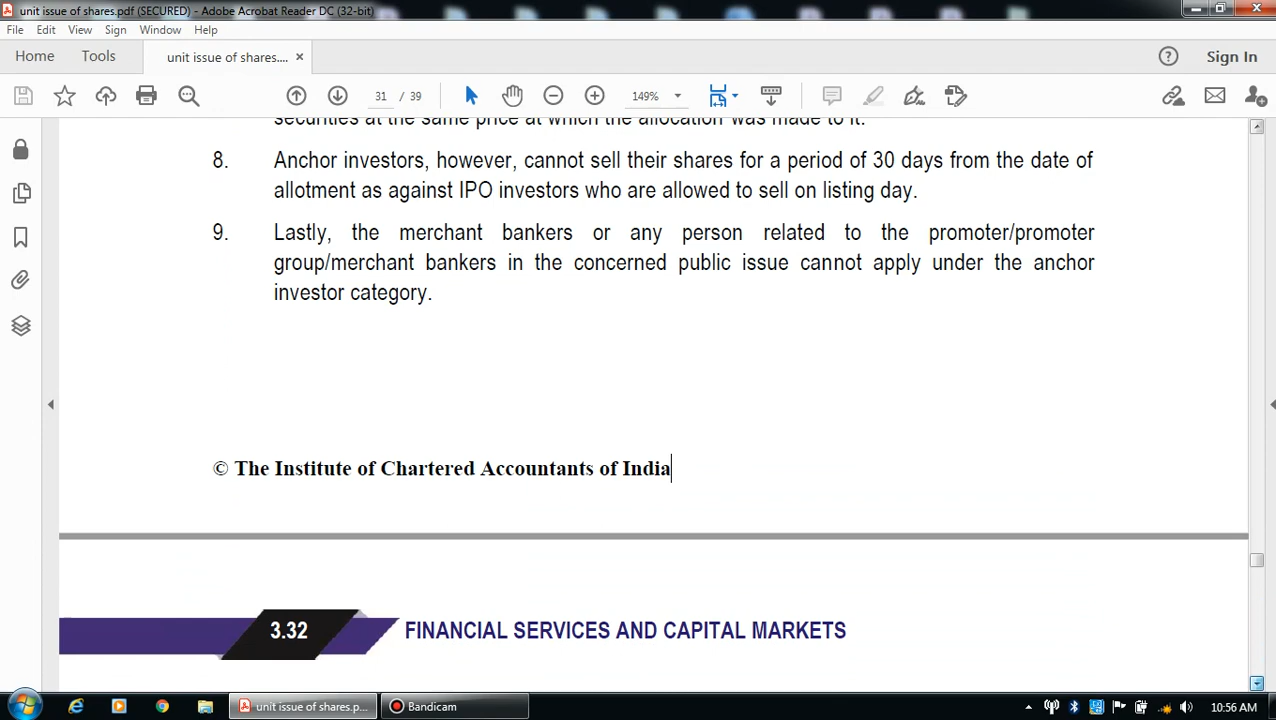 unit issue of shares.pdf (SECURED) - Adobe Acrobat Reader DC (32-bit)
File Edit View Sign Window Help
Home Tools unit issue of shares.... × ? Sign In
31 / 39 149%
securities at the same price at which the allocation was made to it.
8. Anchor investors, however, cannot sell their shares for a period of 30 days from the date of
allotment as against IPO investors who are allowed to sell on listing day.
9. Lastly, the merchant bankers or any person related to the promoter/promoter
group/merchant bankers in the concerned public issue cannot apply under the anchor
investor category.
© The Institute of Chartered Accountants of India
3.32 FINANCIAL SERVICES AND CAPITAL MARKETS
unit issue of shares.p... Bandicam 10:56 AM